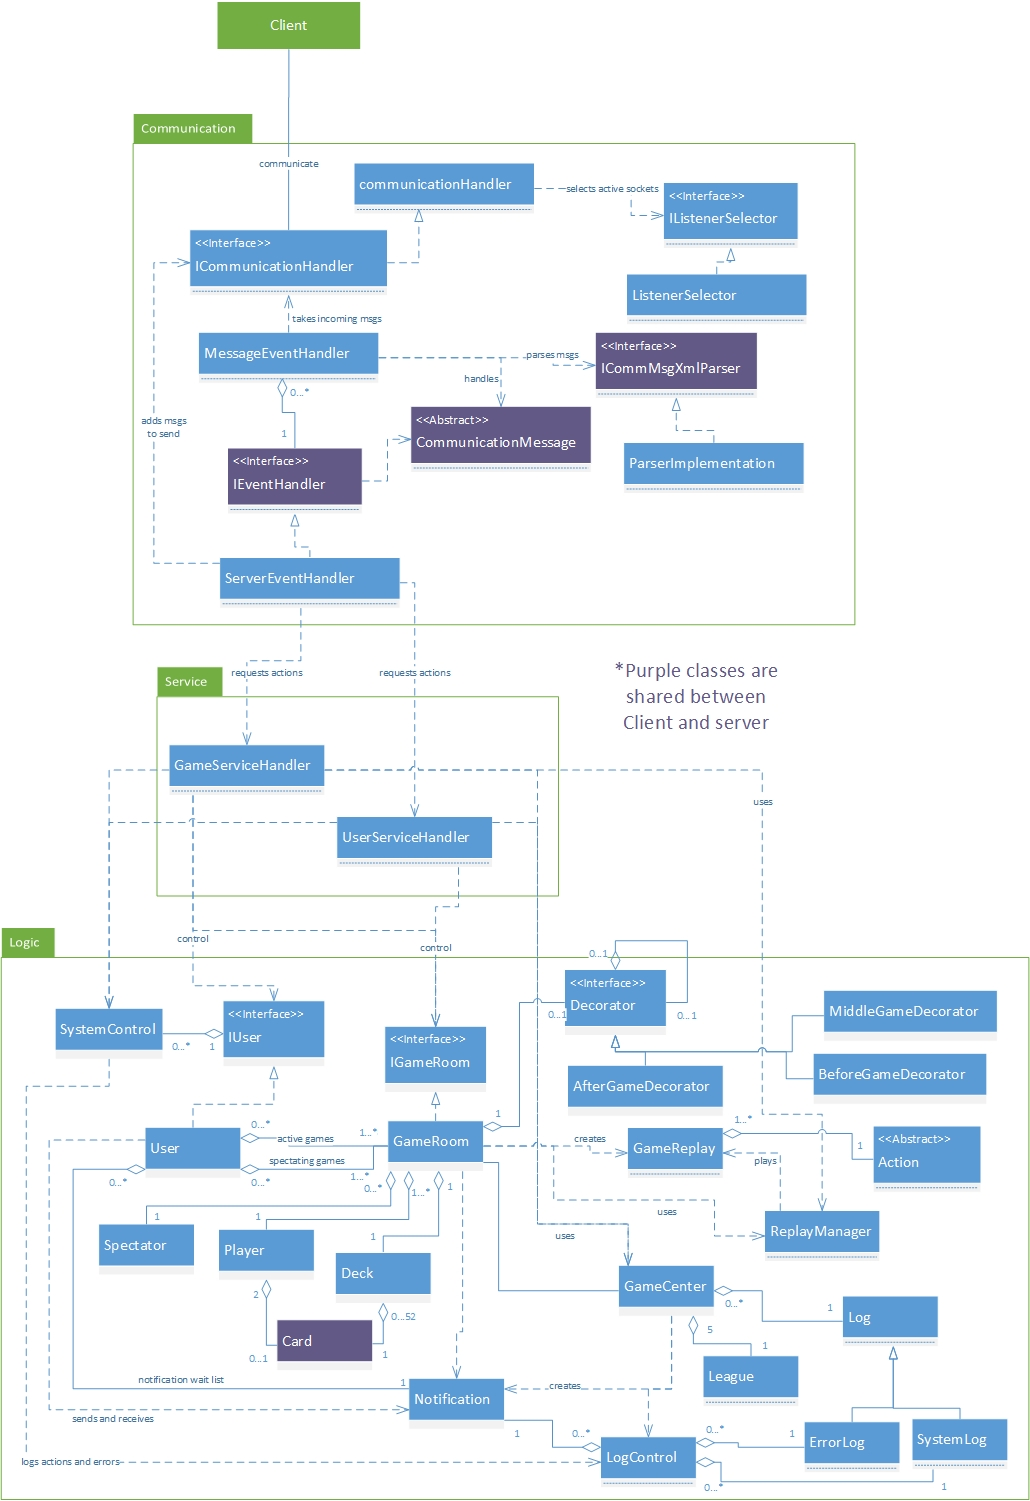 Client
Communication
communicate
communicationHandler
selects active sockets
<<Interface>>
IListenerSelector
<<Interface>>
ICommunicationHandler
ListenerSelector
takes incoming msgs
MessageEventHandler
parses msgs
<<Interface>>
ICommMsgXmlParser
handles
0...*
adds msgs
to send
1
<<Abstract>>
CommunicationMessage
<<Interface>>
IEventHandler
ParserImplementation
ServerEventHandler
requests actions
requests actions
*Purple classes are
shared between
Client and server
Service
GameServiceHandler
uses
UserServiceHandler
Logic
control
control
0...1
<<Interface>>
Decorator
0...1
0...1
SystemControl
0...*
1
<<Interface>>
IUser
<<Interface>>
IGameRoom
MiddleGameDecorator
BeforeGameDecorator
AfterGameDecorator
User
0...*
active games
1...*
spectating games
0...*
1...*
GameRoom
1
creates
GameReplay
1...*
1
<<Abstract>>
Action
plays
0...*
1...*
1
uses
ReplayManager
1
Spectator
1
Player
1
Deck
uses
0...*
GameCenter
0...*
1
Log
2
0...52
Card
0...1
1
5
1
League
notification wait list
1
Notification
creates
sends and receives
1
0...*
LogControl
0...*
1
ErrorLog
SystemLog
logs actions and errors
0...*
1